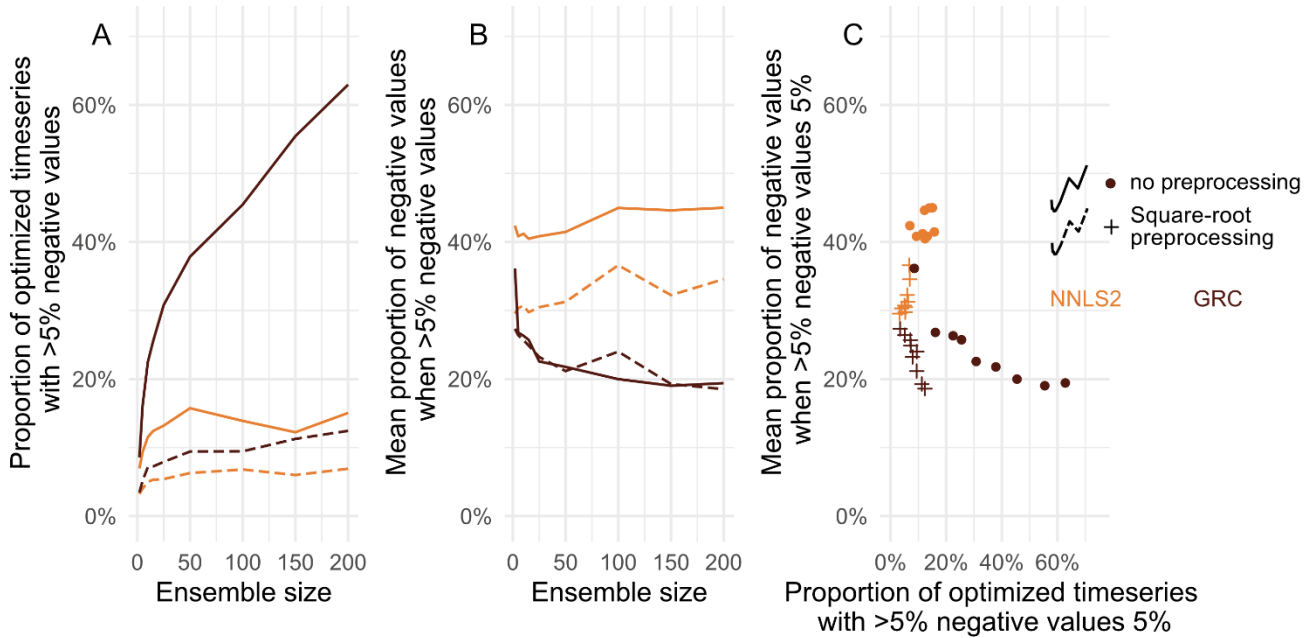 A
Proportion of optimized timeseries
with >5% negative values
60%
40%
20%
0%
0 50 100 150 200
Ensemble size
B
Mean proportion of negative values
when >5% negative values
60%
40%
20%
0%
0 50 100 150 200
Ensemble size
C
Mean proportion of negative values
when >5% negative values 5%
60%
40%
20%
0%
0% 20% 40% 60%
Proportion of optimized timeseries
with >5% negative values 5%
no preprocessing
Square-root
preprocessing
NNLS2 GRC